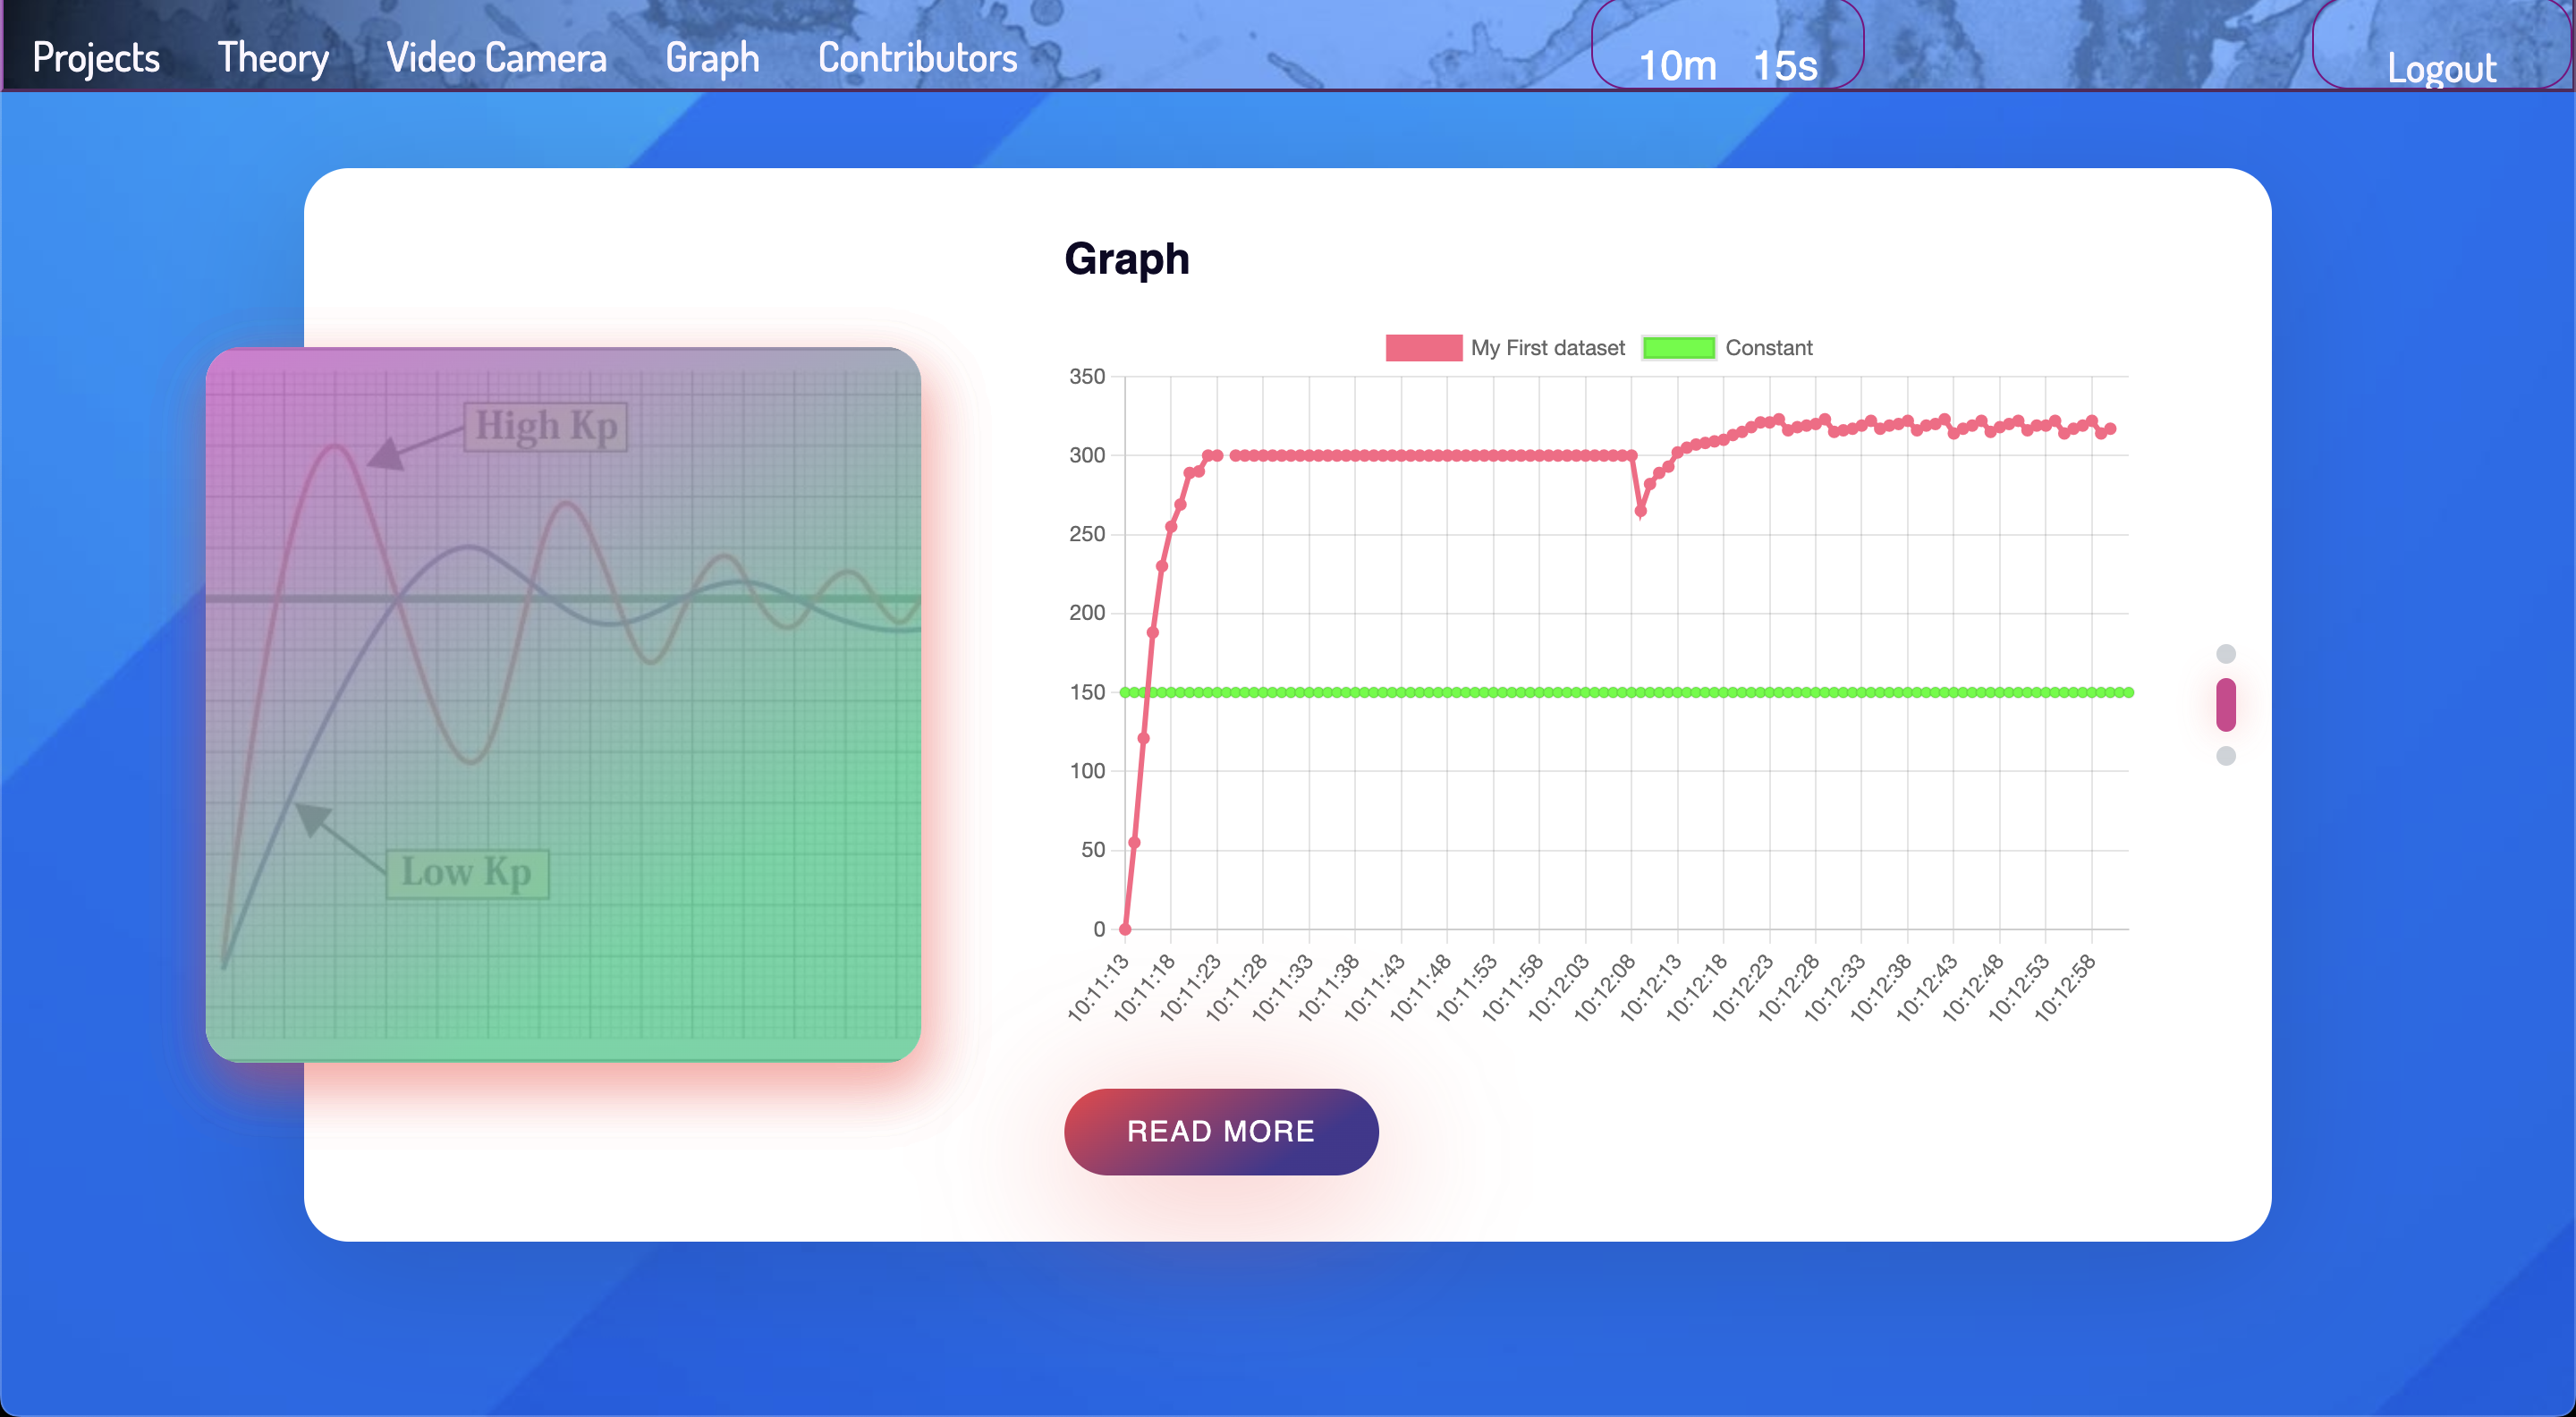 Projects Theory Video Camera Graph Contributors 10m 15s Logout
Graph
My First dataset Constant
High Kp
Low Kp
350
300
250
200
150
100
50
0
10:11:13 10:11:18 10:11:23 10:11:28 10:11:33 10:11:38 10:11:43 10:11:48 10:11:53 10:11:58 10:12:03 10:12:08 10:12:13 10:12:18 10:12:23 10:12:28 10:12:33 10:12:38 10:12:43 10:12:48 10:12:53 10:12:58
READ MORE